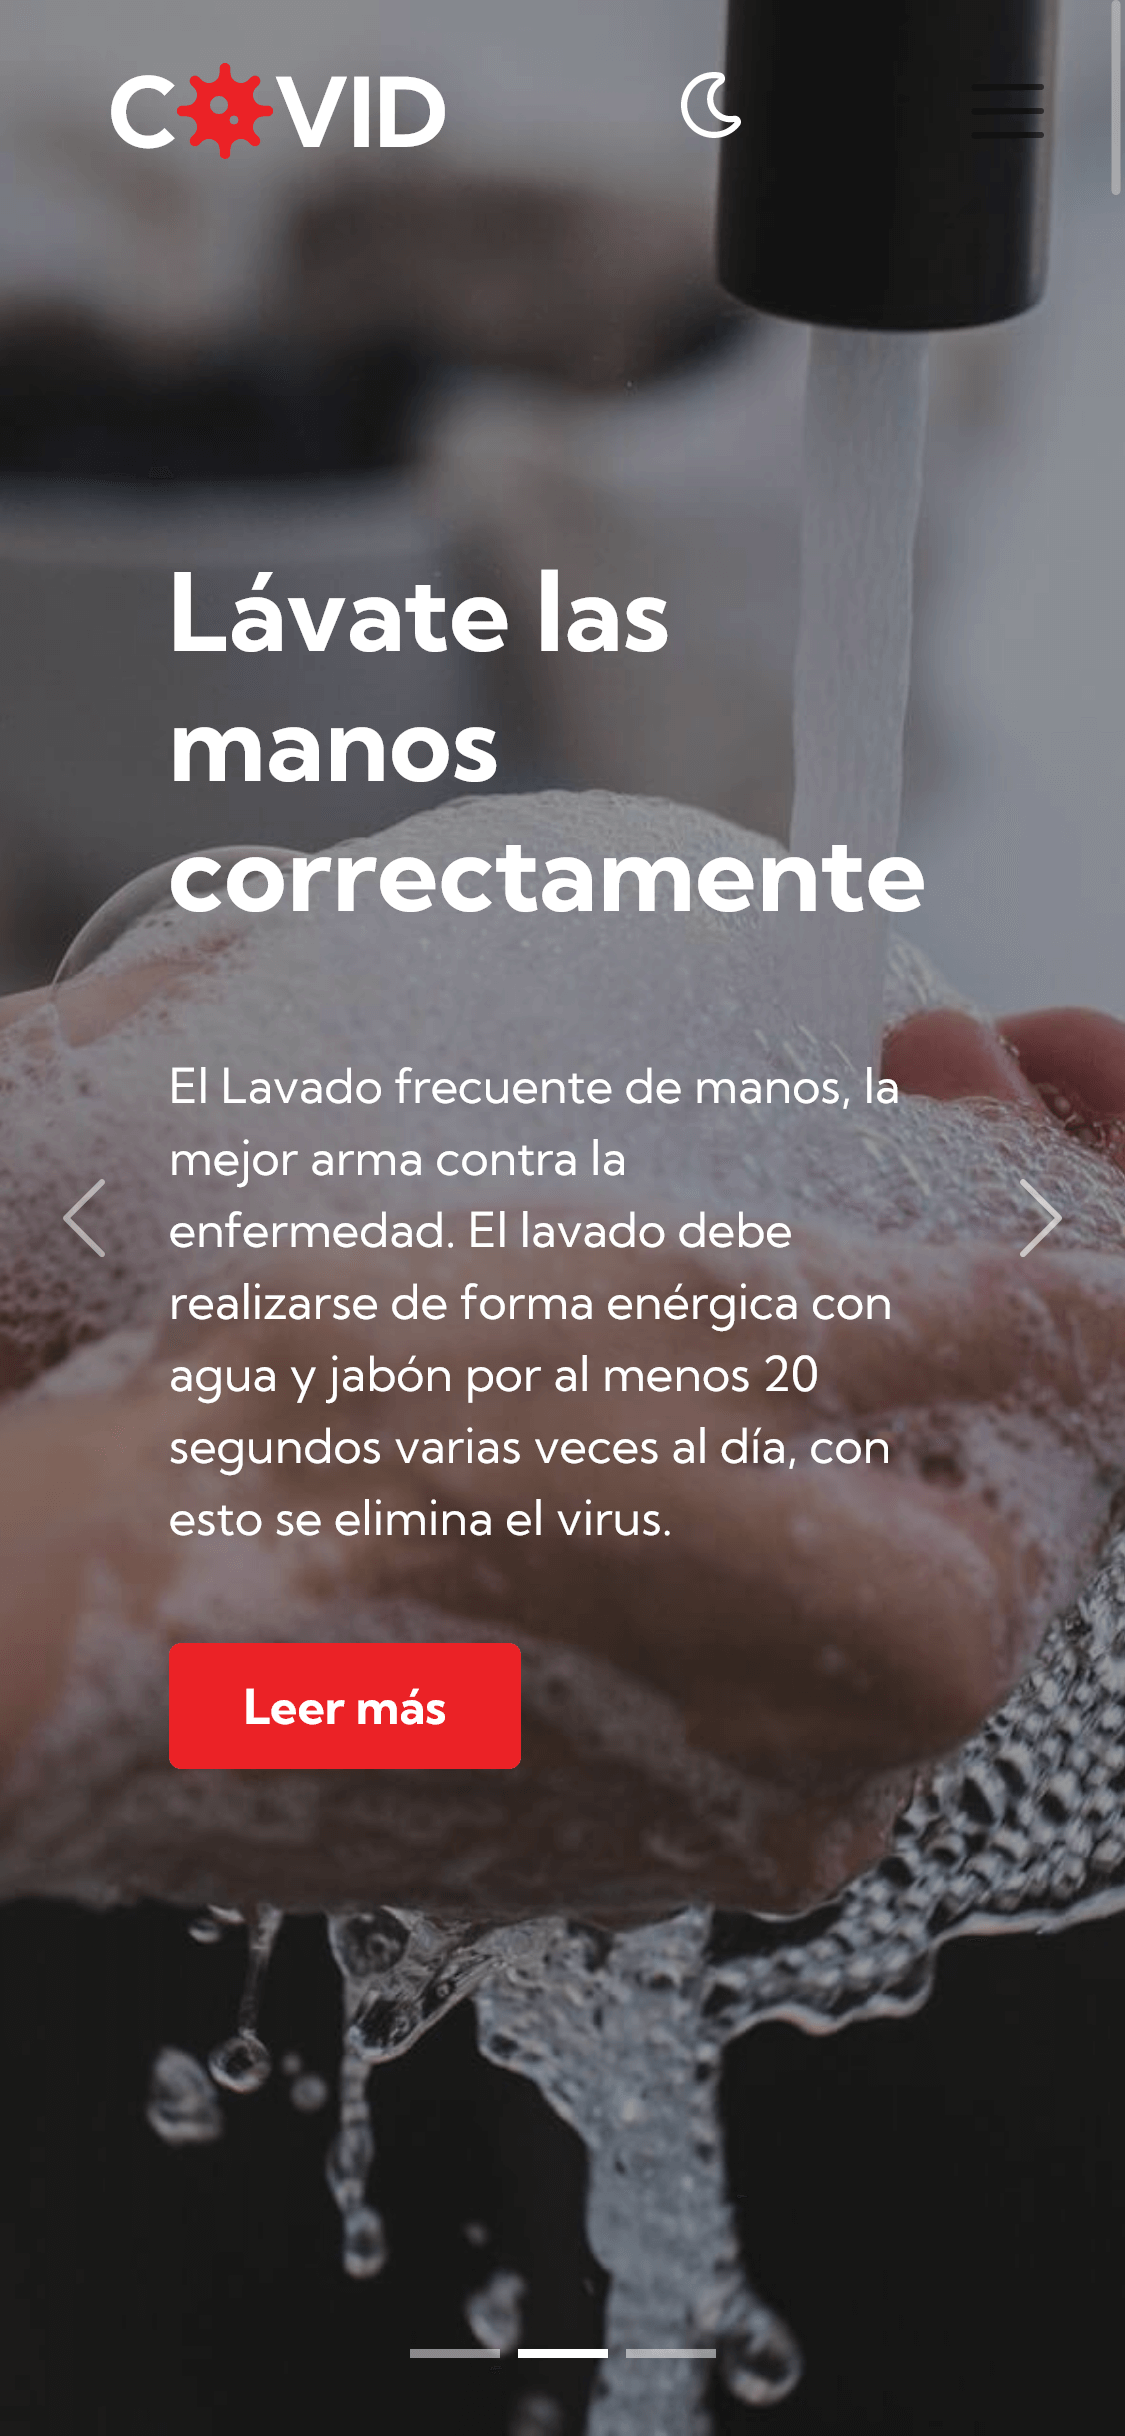 COVID
Lávate las
manos
correctamente
El Lavado frecuente de manos, la
mejor arma contra la
enfermedad. El lavado debe
realizarse de forma enérgica con
agua y jabón por al menos 20
segundos varias veces al día, con
esto se elimina el virus.
Leer más